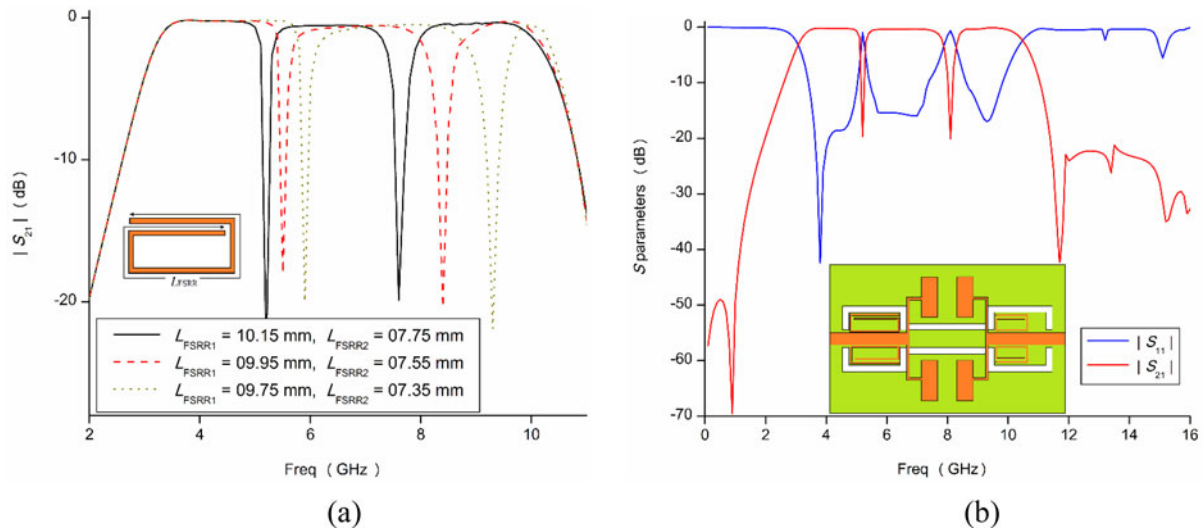 (a)
0
-10
-20
| S21 | (dB)
LFSRR
LFSRR1 = 10.15 mm, LFSRR2 = 07.75 mm
LFSRR1 = 09.95 mm, LFSRR2 = 07.55 mm
LFSRR1 = 09.75 mm, LFSRR2 = 07.35 mm
2 4 6 8 10
Freq ( GHz )
(a)
(b)
0
-10
-20
-30
-40
-50
-60
-70
S parameters ( dB )
| S11 |
| S21 |
0 2 4 6 8 10 12 14 16
Freq ( GHz )
(b)